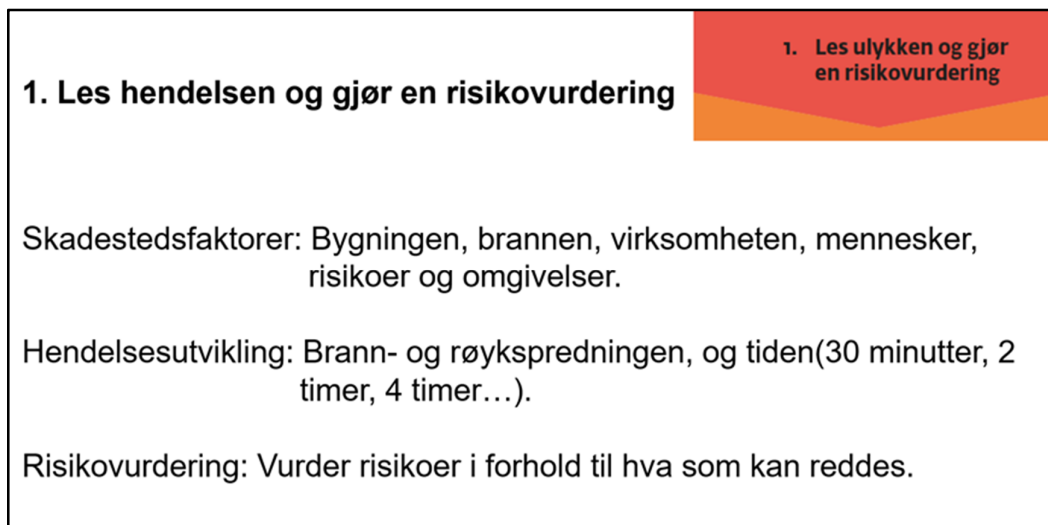 1. Les ulykken og gjør
en risikovurdering
1. Les hendelsen og gjør en risikovurdering
Skadestedsfaktorer: Bygningen, brannen, virksomheten, mennesker,
risikoer og omgivelser.
Hendelsesutvikling: Brann- og røykspredningen, og tiden(30 minutter, 2
timer, 4 timer…).
Risikovurdering: Vurder risikoer i forhold til hva som kan reddes.